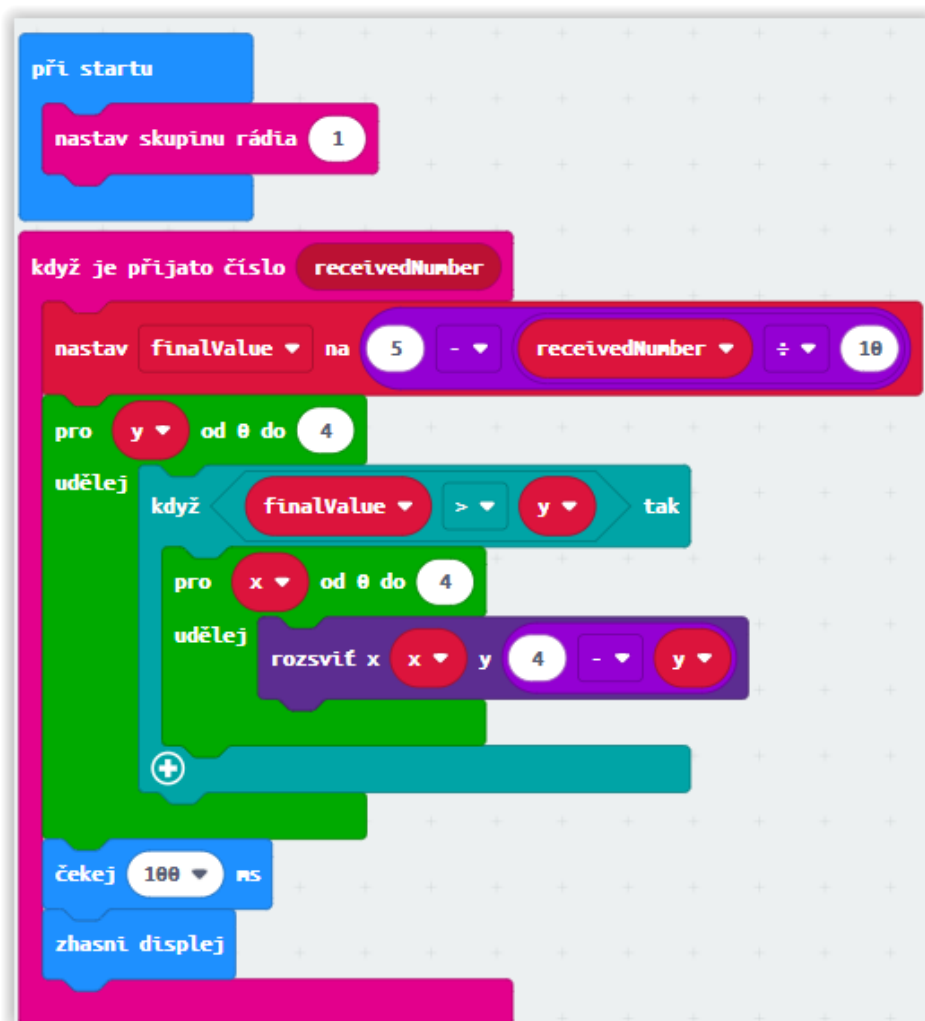 při startu
nastav skupinu rádia 1
když je přijato číslo receivedNumber
nastav finalValue na 5 - receivedNumber ÷ 10
pro y od 0 do 4
udělej
když finalValue > y tak
pro x od 0 do 4
udělej
rozsviť x x y 4 - y
čekej 100 ms
zhasni displej